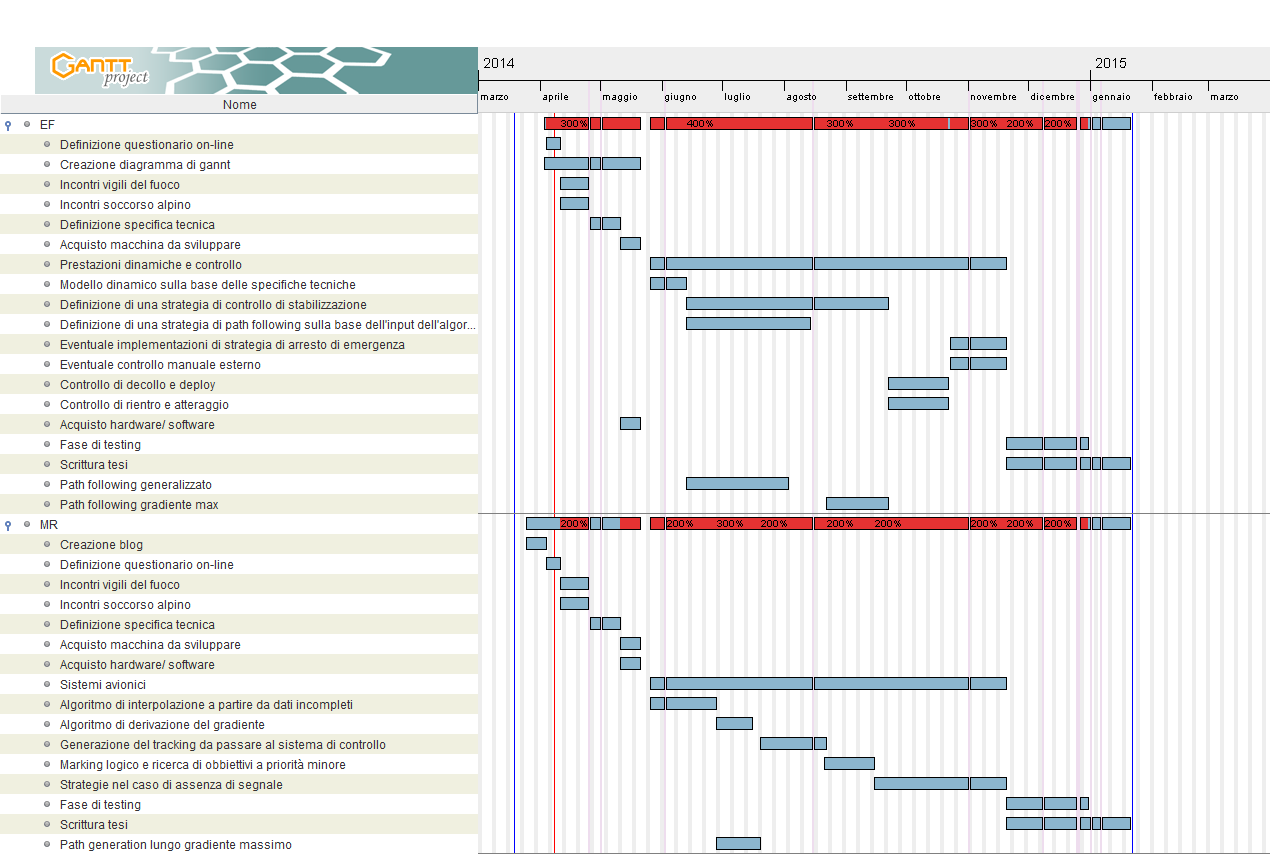 GANTT
project
2014
2015
Nome
marzo aprile maggio giugno luglio agosto settembre ottobre novembre dicembre gennaio febbraio marzo
EF 300% 400% 300% 300% 300% 200% 200%
Definizione questionario on-line
Creazione diagramma di gannt
Incontri vigili del fuoco
Incontri soccorso alpino
Definizione specifica tecnica
Acquisto macchina da sviluppare
Prestazioni dinamiche e controllo
Modello dinamico sulla base delle specifiche tecniche
Definizione di una strategia di controllo di stabilizzazione
Definizione di una strategia di path following sulla base dell'input dell'algor...
Eventuale implementazioni di strategia di arresto di emergenza
Eventuale controllo manuale esterno
Controllo di decollo e deploy
Controllo di rientro e atteraggio
Acquisto hardware/ software
Fase di testing
Scrittura tesi
Path following generalizzato
Path following gradiente max
MR 200% 200% 300% 200% 200% 200% 200% 200% 200%
Creazione blog
Definizione questionario on-line
Incontri vigili del fuoco
Incontri soccorso alpino
Definizione specifica tecnica
Acquisto macchina da sviluppare
Acquisto hardware/ software
Sistemi avionici
Algoritmo di interpolazione a partire da dati incompleti
Algoritmo di derivazione del gradiente
Generazione del tracking da passare al sistema di controllo
Marking logico e ricerca di obbiettivi a priorità minore
Strategie nel caso di assenza di segnale
Fase di testing
Scrittura tesi
Path generation lungo gradiente massimo